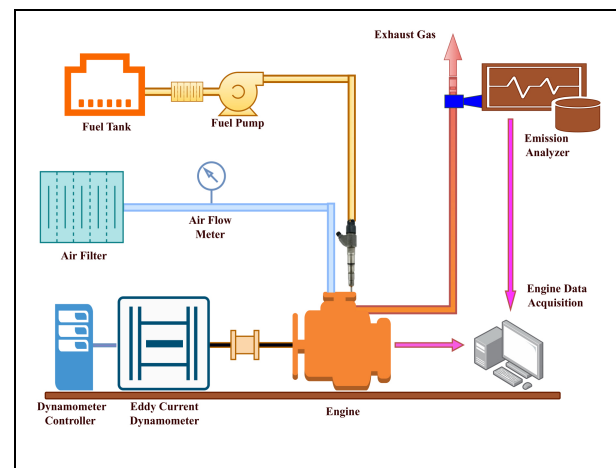 Exhaust Gas
Fuel Tank
Fuel Pump
Emission
Analyzer
Air Flow
Meter
Air Filter
Engine Data
Acquisition
Dynamometer
Controller
Eddy Current
Dynamometer
Engine